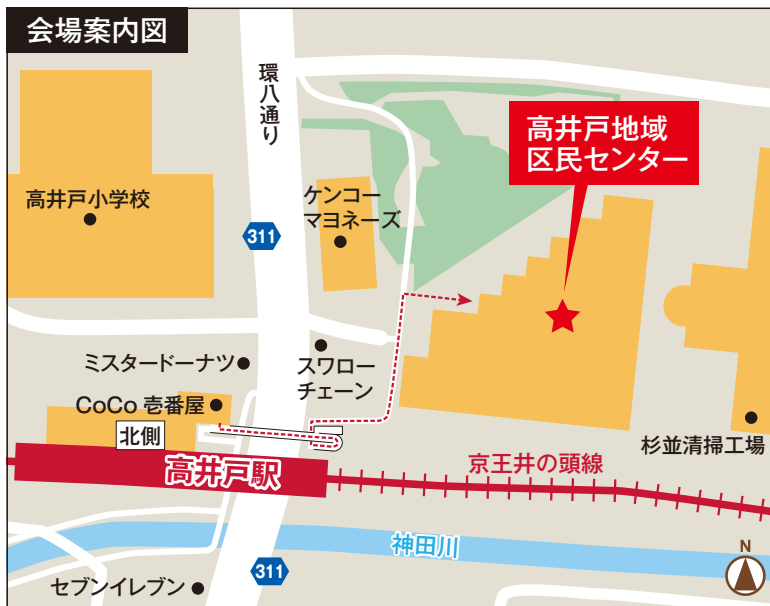 会場案内図
環八通り
高井戸地域
区民センター
高井戸小学校
ケンコー
マヨネーズ
311
ミスタードーナツ
スワロー
チェーン
CoCo 壱番屋
北側
杉並清掃工場
高井戸駅
京王井の頭線
神田川
N
311
セブンイレブン